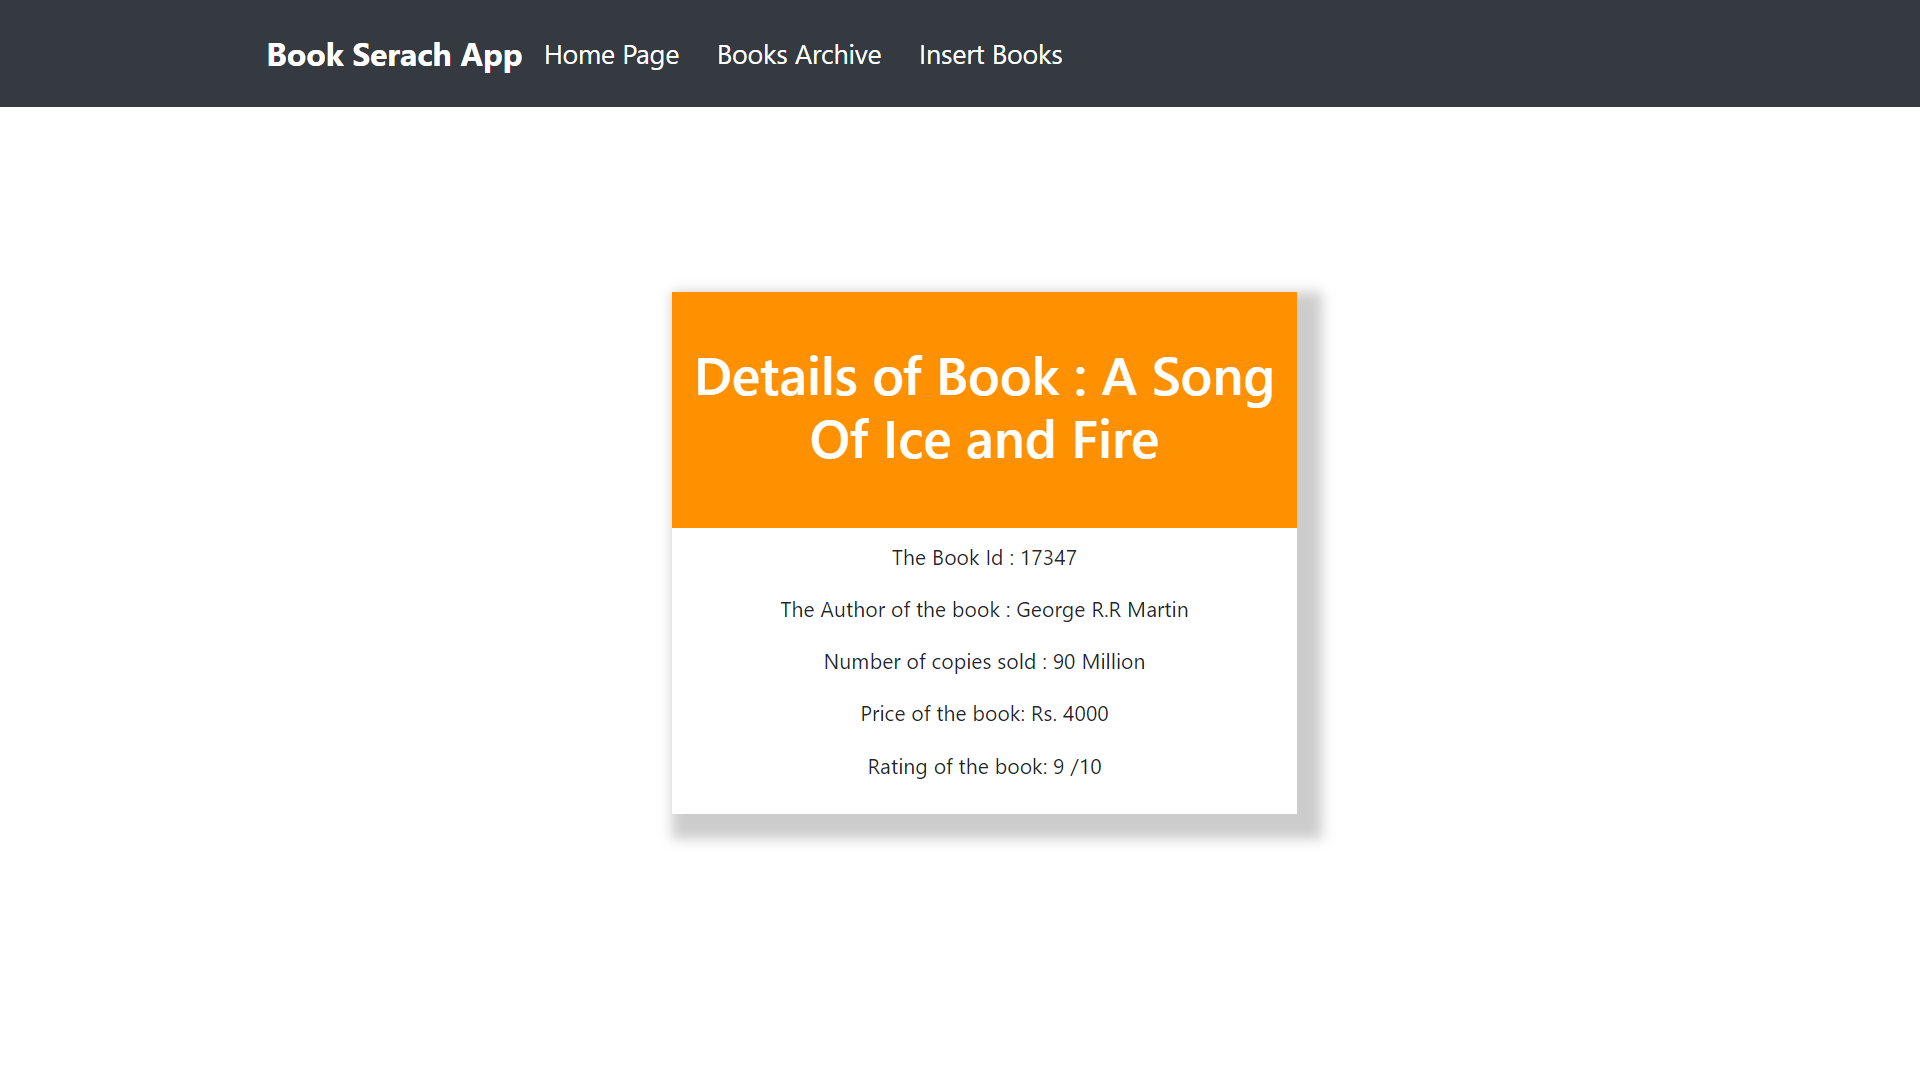 Book Serach App Home Page Books Archive Insert Books
Details of Book : A Song
Of Ice and Fire
The Book Id : 17347
The Author of the book : George R.R Martin
Number of copies sold : 90 Million
Price of the book: Rs. 4000
Rating of the book: 9 /10